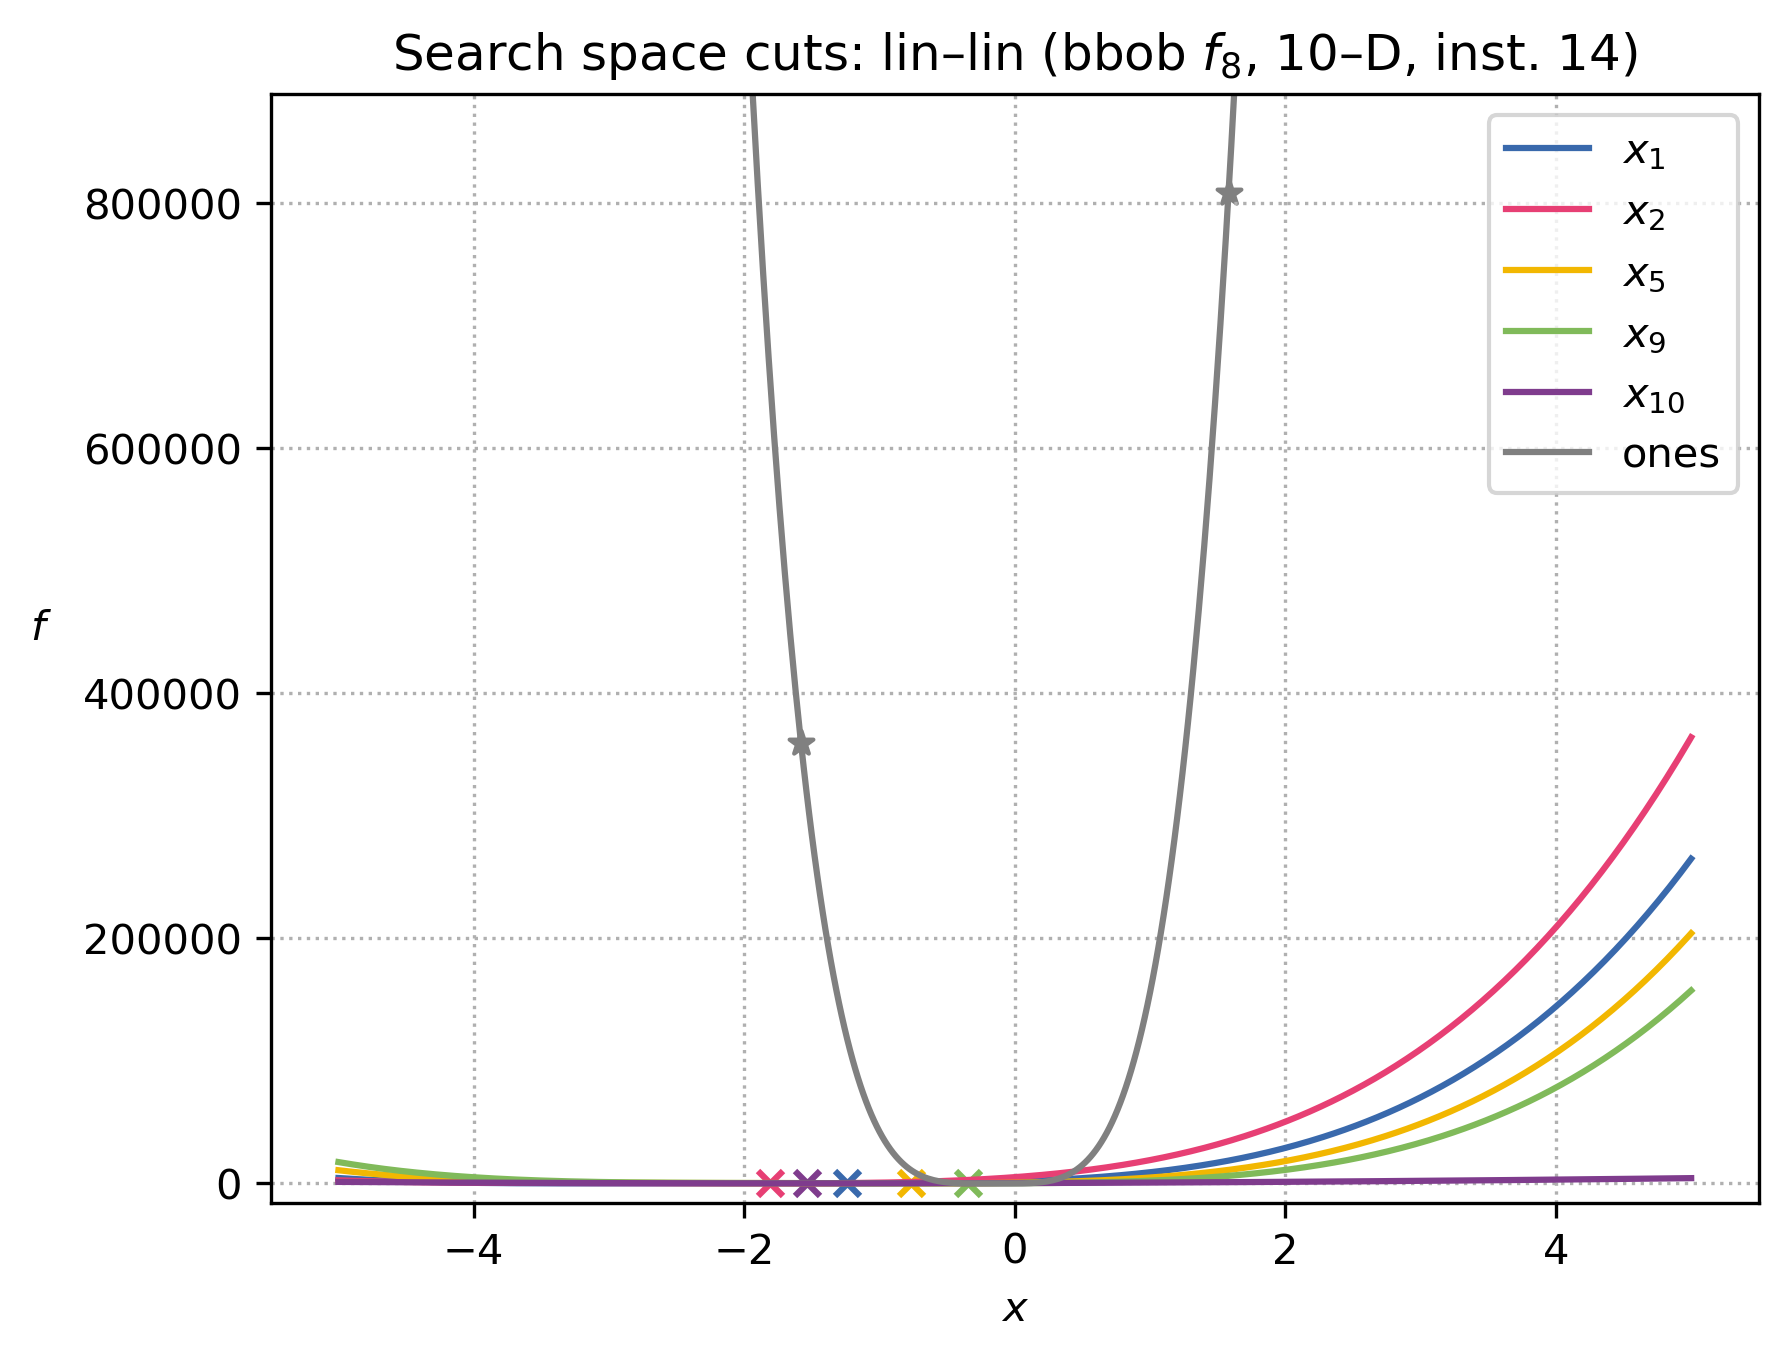 Search space cuts: lin–lin (bbob f₈, 10–D, inst. 14)
x₁
x₂
x₅
x₉
x₁₀
ones
800000
600000
400000
200000
0
f
−4 −2 0 2 4
x